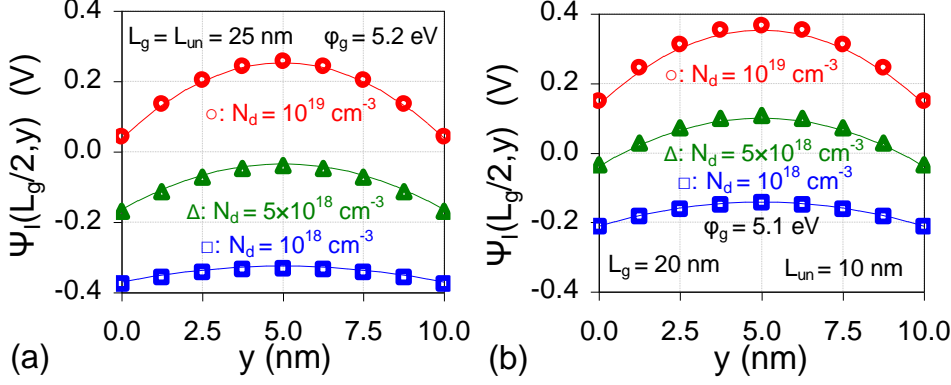 Ψ_I(L_g/2,y) (V)
0.4
0.2
0.0
-0.2
-0.4
L_g = L_un = 25 nm φ_g = 5.2 eV
○: N_d = 10^19 cm^-3
Δ: N_d = 5×10^18 cm^-3
□: N_d = 10^18 cm^-3
0.0 2.5 5.0 7.5 10.0
(a) y (nm)
Ψ_I(L_g/2,y) (V)
0.4
0.2
0.0
-0.2
-0.4
○: N_d = 10^19 cm^-3
Δ: N_d = 5×10^18 cm^-3
□: N_d = 10^18 cm^-3
φ_g = 5.1 eV
L_g = 20 nm L_un = 10 nm
0.0 2.5 5.0 7.5 10.0
(b) y (nm)